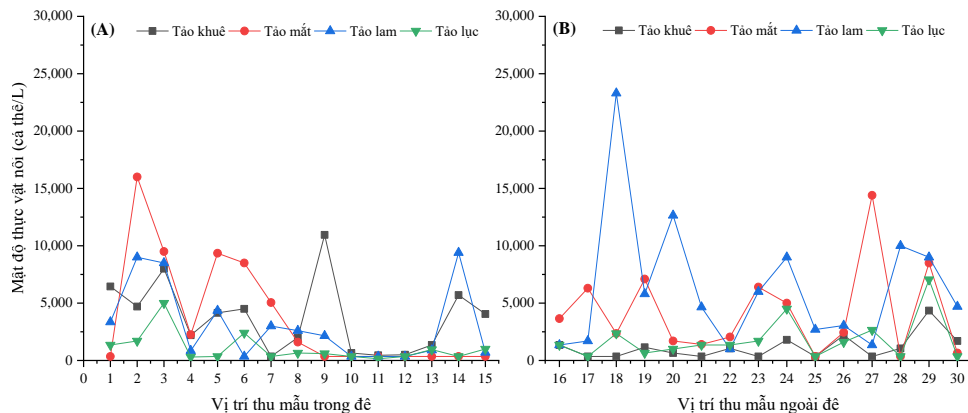 30,000
25,000
20,000
15,000
10,000
5,000
0
Mật độ thực vật nổi (cá thể/L)
(A)
Tảo khuê Tảo mắt Tảo lam Tảo lục
0 1 2 3 4 5 6 7 8 9 10 11 12 13 14 15
Vị trí thu mẫu trong đê
30,000
25,000
20,000
15,000
10,000
5,000
0
(B)
Tảo khuê Tảo mắt Tảo lam Tảo lục
16 17 18 19 20 21 22 23 24 25 26 27 28 29 30
Vị trí thu mẫu ngoài đê